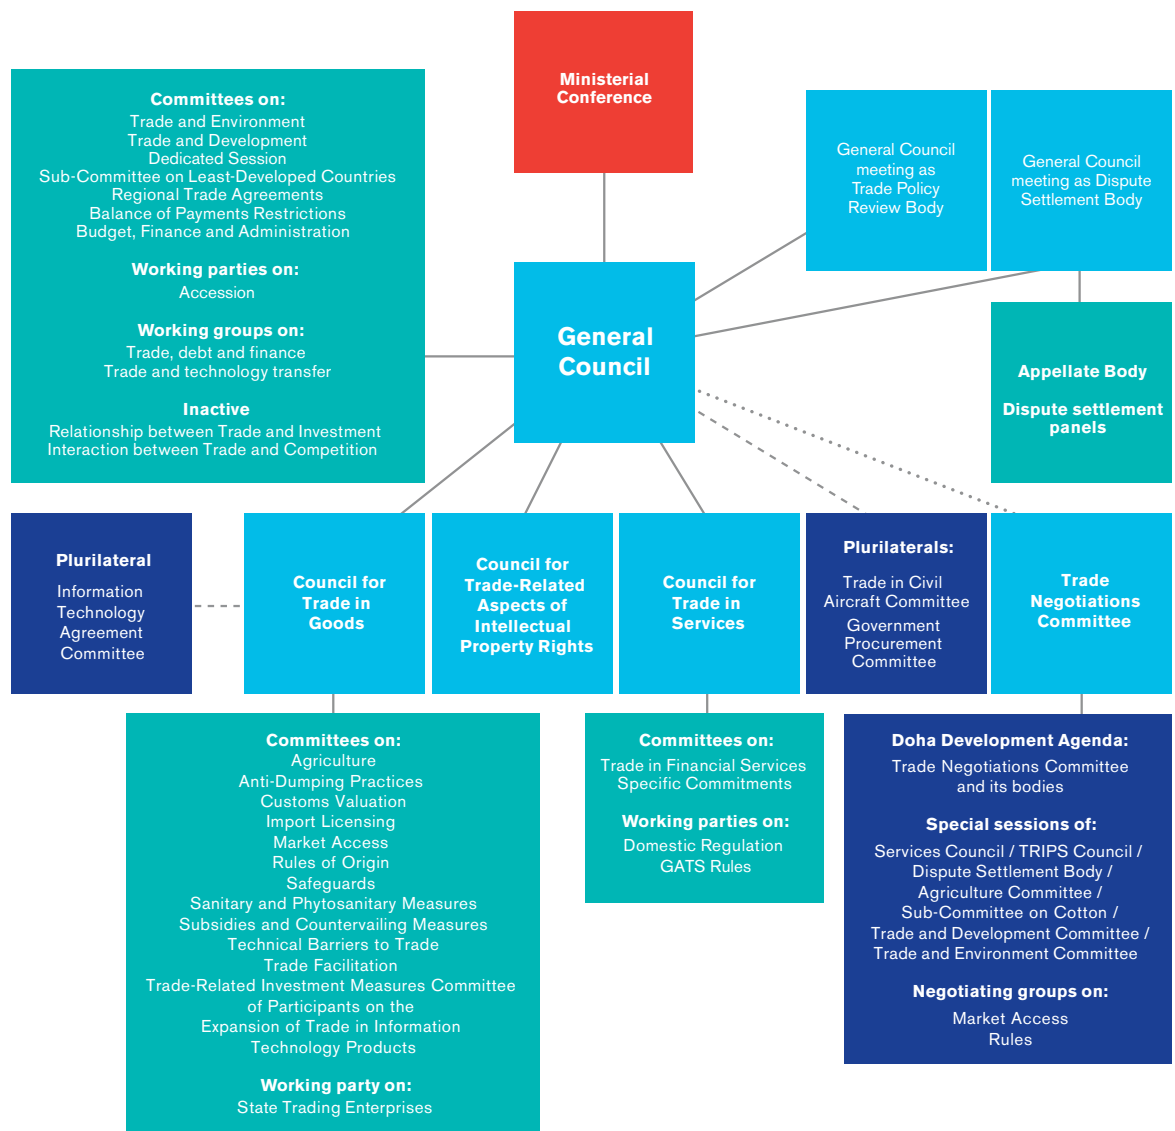 Ministerial
Conference
Committees on:
Trade and Environment
Trade and Development
Dedicated Session
Sub-Committee on Least-Developed Countries
Regional Trade Agreements
Balance of Payments Restrictions
Budget, Finance and Administration
Working parties on:
Accession
Working groups on:
Trade, debt and finance
Trade and technology transfer
Inactive
Relationship between Trade and Investment
Interaction between Trade and Competition
General Council
meeting as
Trade Policy
Review Body
General Council
meeting as Dispute
Settlement Body
General
Council
Appellate Body
Dispute settlement
panels
Plurilateral
Information
Technology
Agreement
Committee
Council for
Trade in
Goods
Council for
Trade-Related
Aspects of
Intellectual
Property Rights
Council for
Trade in
Services
Plurilaterals:
Trade in Civil
Aircraft Committee
Government
Procurement
Committee
Trade
Negotiations
Committee
Committees on:
Agriculture
Anti-Dumping Practices
Customs Valuation
Import Licensing
Market Access
Rules of Origin
Safeguards
Sanitary and Phytosanitary Measures
Subsidies and Countervailing Measures
Technical Barriers to Trade
Trade Facilitation
Trade-Related Investment Measures Committee
of Participants on the
Expansion of Trade in Information
Technology Products
Working party on:
State Trading Enterprises
Committees on:
Trade in Financial Services
Specific Commitments
Working parties on:
Domestic Regulation
GATS Rules
Doha Development Agenda:
Trade Negotiations Committee
and its bodies
Special sessions of:
Services Council / TRIPS Council /
Dispute Settlement Body /
Agriculture Committee /
Sub-Committee on Cotton /
Trade and Development Committee /
Trade and Environment Committee
Negotiating groups on:
Market Access
Rules